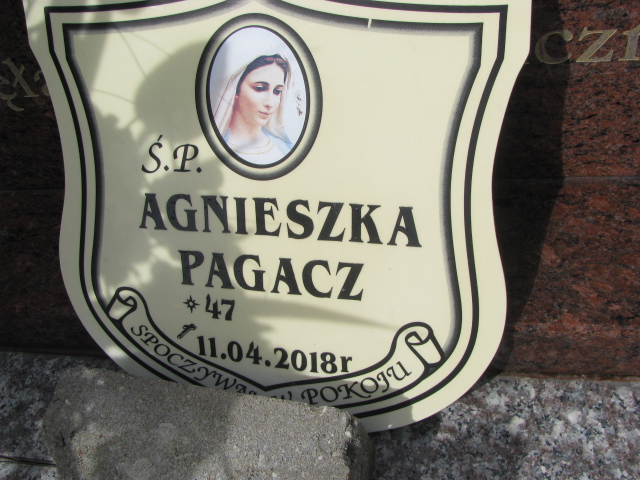 Ś.P.
AGNIESZKA
PAGACZ
* 47
† 11.04.2018r
SPOCZYWAJ W POKOJU